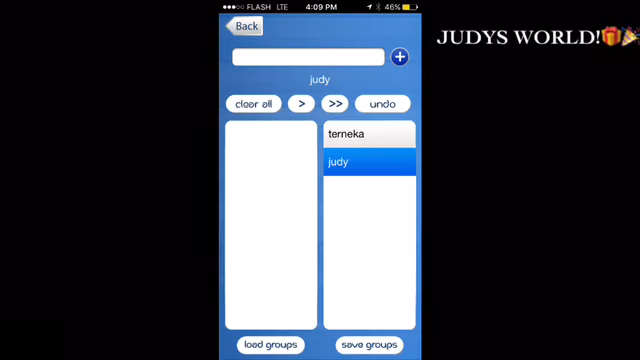 FLASH LTE 4:09 PM 46%
Back
JUDYS WORLD!🎁🎉
judy
clear all > >> undo
terneka
judy
load groups save groups